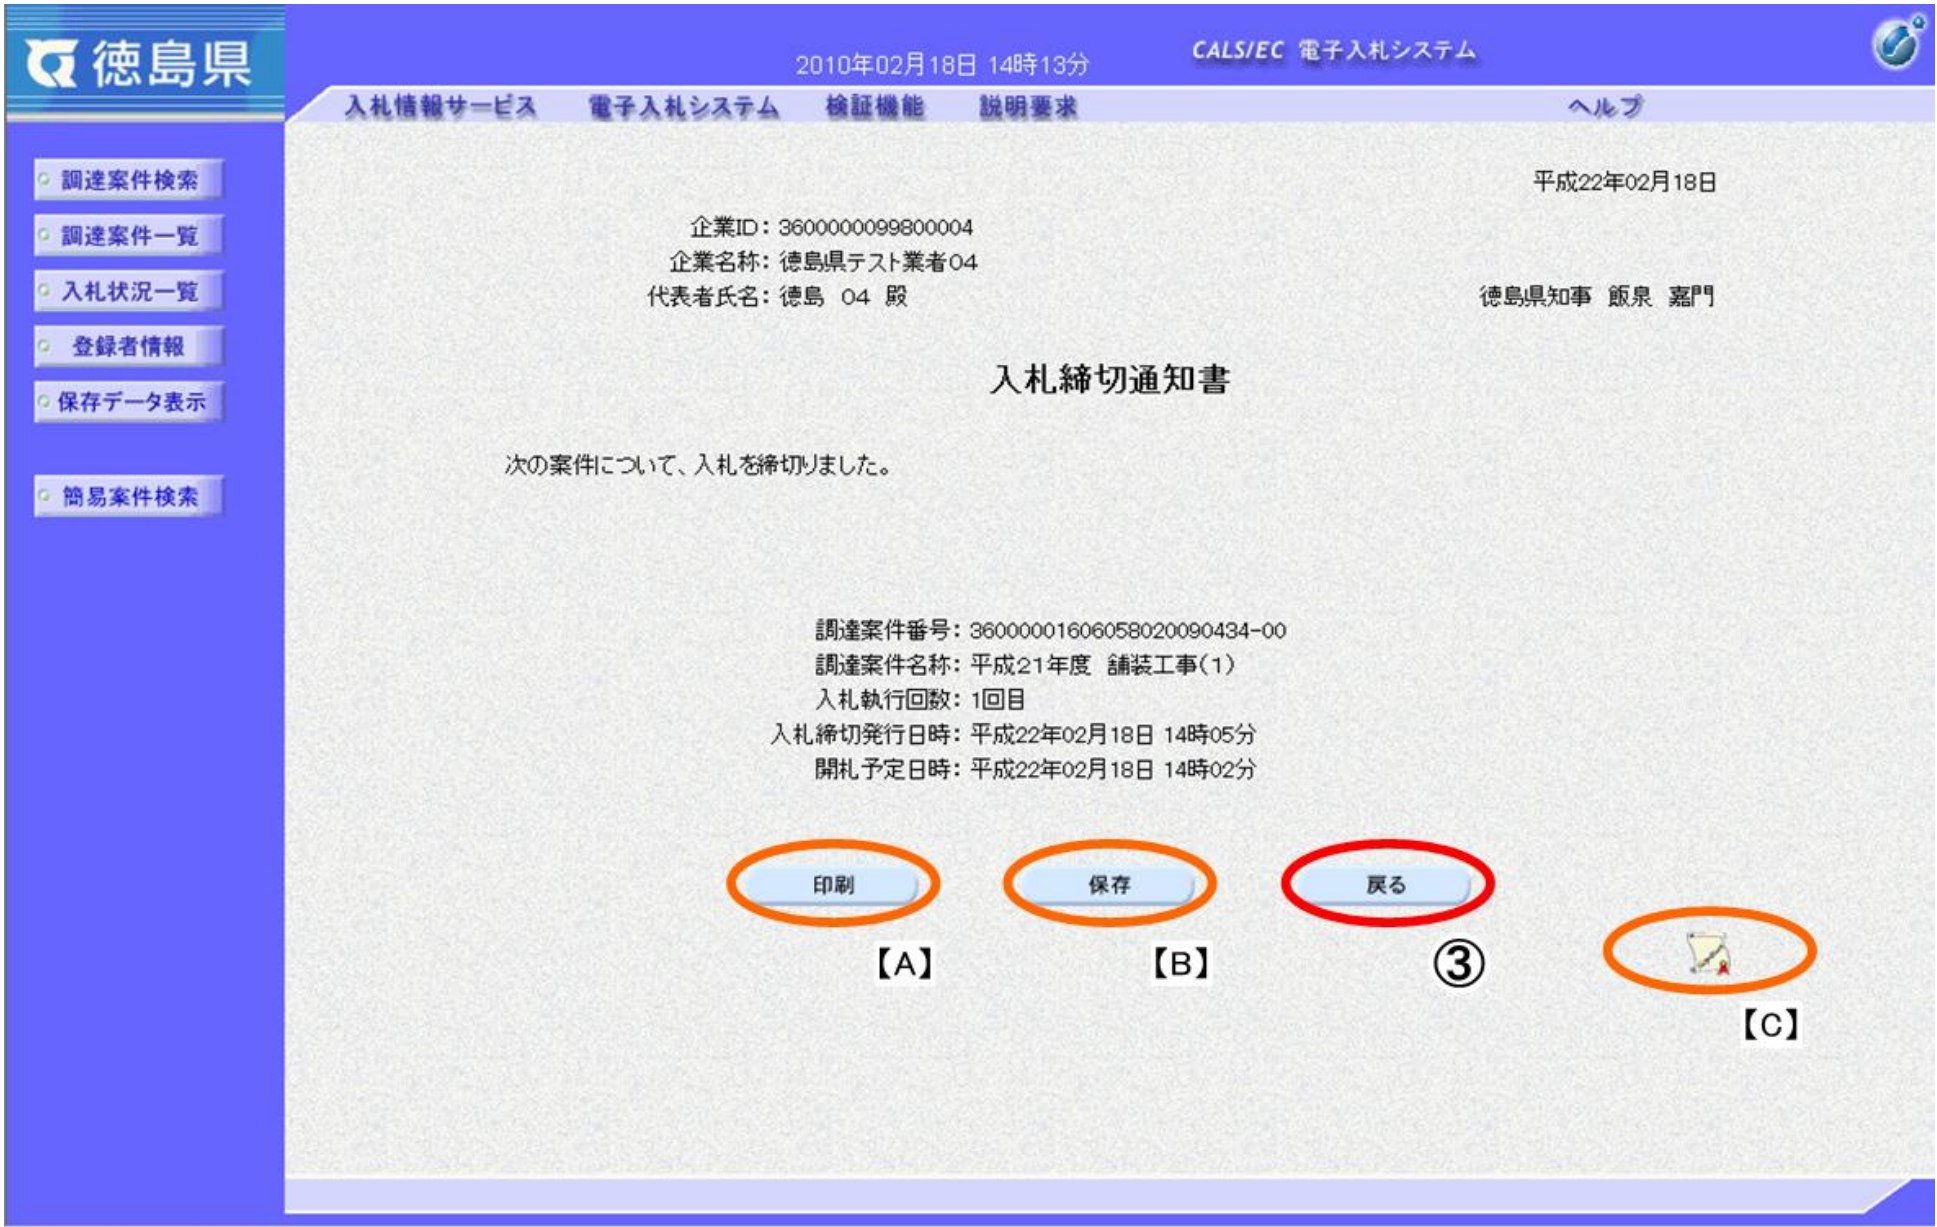 徳島県
2010年02月18日 14時13分
CALS/EC 電子入札システム
入札情報サービス 電子入札システム 検証機能 説明要求 ヘルプ
調達案件検索
調達案件一覧
入札状況一覧
登録者情報
保存データ表示
簡易案件検索
平成22年02月18日
企業ID：3600000099800004
企業名称：徳島県テスト業者04
代表者氏名：徳島 04 殿
徳島県知事 飯泉 嘉門
入札締切通知書
次の案件について、入札を締切りました。
調達案件番号：36000001606058020090434-00
調達案件名称：平成21年度 舗装工事(1)
入札執行回数：1回目
入札締切発行日時：平成22年02月18日 14時05分
開札予定日時：平成22年02月18日 14時02分
印刷 保存 戻る
【A】 【B】 ③
【C】